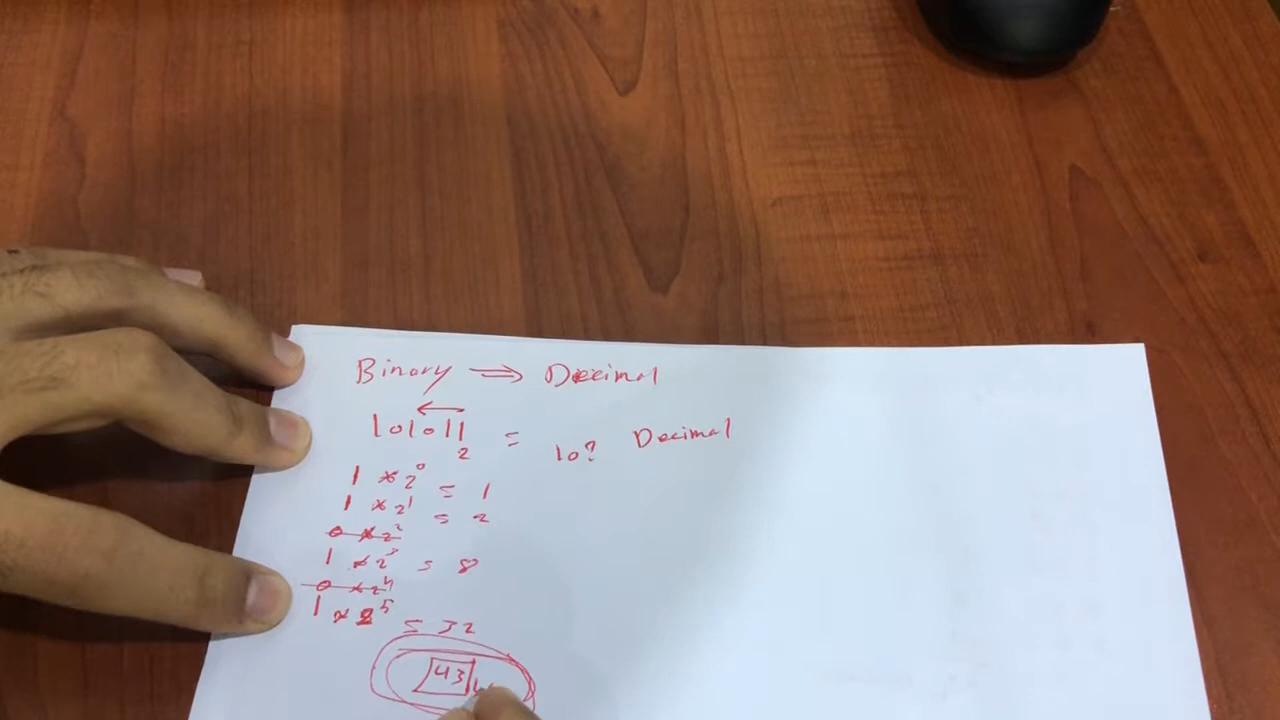 Binary ⇒ Decimal
←
101011₂ = 10? Decimal
1 × 2⁰ = 1
1 × 2¹ = 2
0 × 2²
1 × 2³ = 8
0 × 2⁴
1 × 2⁵ = 32
43